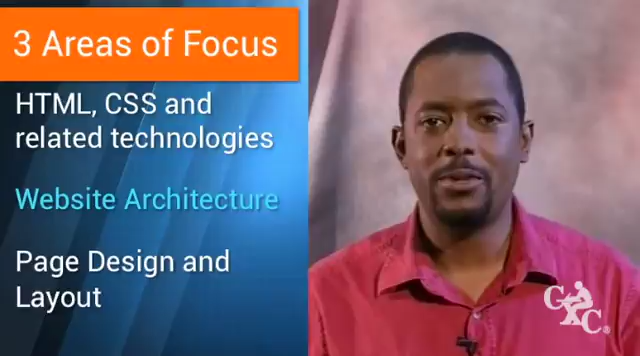 3 Areas of Focus
HTML, CSS and
related technologies
Website Architecture
Page Design and
Layout
CXC®